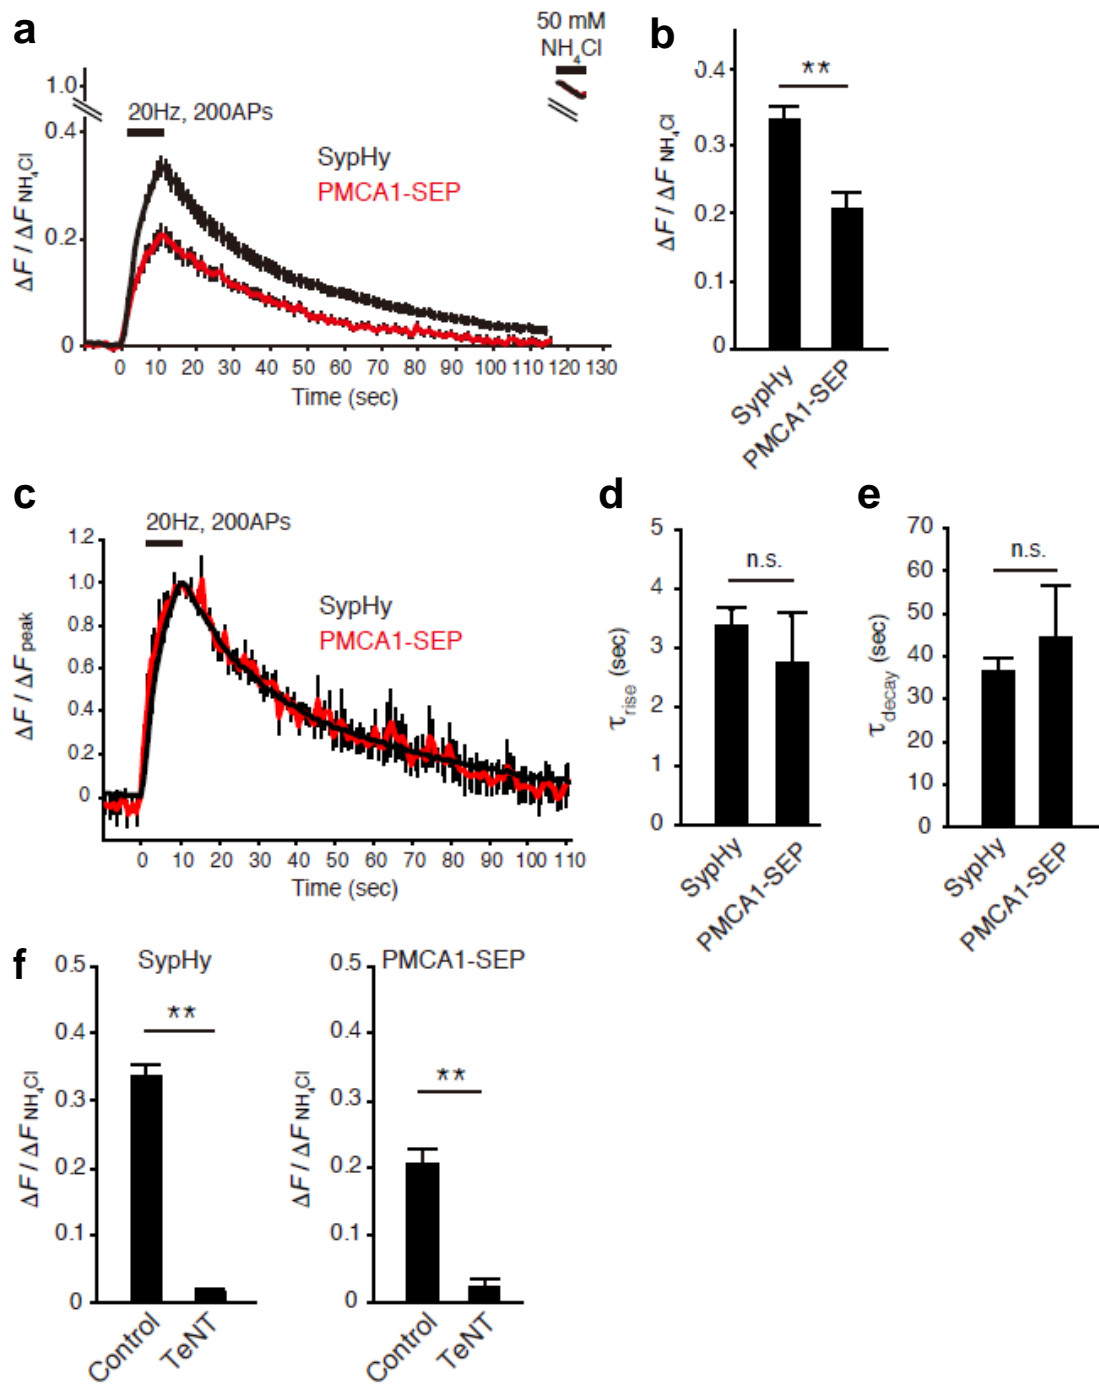 a
50 mM
NH4Cl
1.0
20Hz, 200APs
0.4
SypHy
PMCA1-SEP
0.2
0
ΔF / ΔF NH4Cl
0 10 20 30 40 50 60 70 80 90 100 110 120 130
Time (sec)
b
**
0.4
0.3
0.2
0.1
0
ΔF / ΔF NH4Cl
SypHy
PMCA1-SEP
c
20Hz, 200APs
1.2
1.0
0.8
0.6
0.4
0.2
0
ΔF / ΔF peak
SypHy
PMCA1-SEP
0 10 20 30 40 50 60 70 80 90 100 110
Time (sec)
d
n.s.
5
4
3
2
1
0
τrise (sec)
SypHy
PMCA1-SEP
e
n.s.
70
60
50
40
30
20
10
0
τdecay (sec)
SypHy
PMCA1-SEP
f
SypHy
**
0.5
0.4
0.3
0.2
0.1
0
ΔF / ΔF NH4Cl
Control
TeNT
PMCA1-SEP
**
0.5
0.4
0.3
0.2
0.1
0
ΔF / ΔF NH4Cl
Control
TeNT